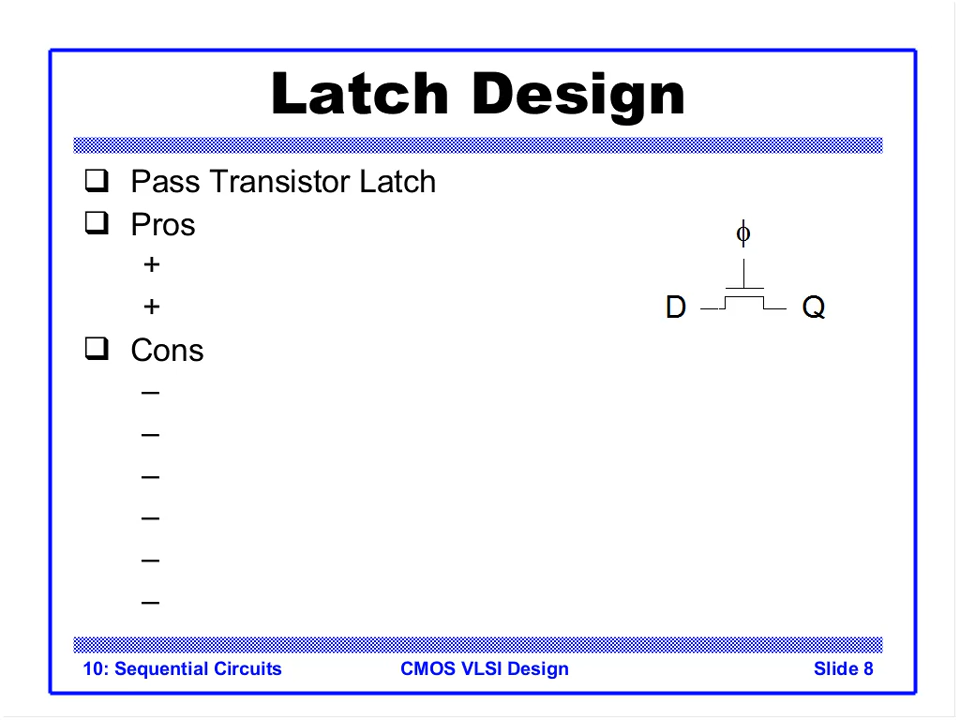 Latch Design
❑ Pass Transistor Latch
❑ Pros
+
+
❑ Cons
–
–
–
–
–
–
ϕ
D Q
10: Sequential Circuits CMOS VLSI Design Slide 8